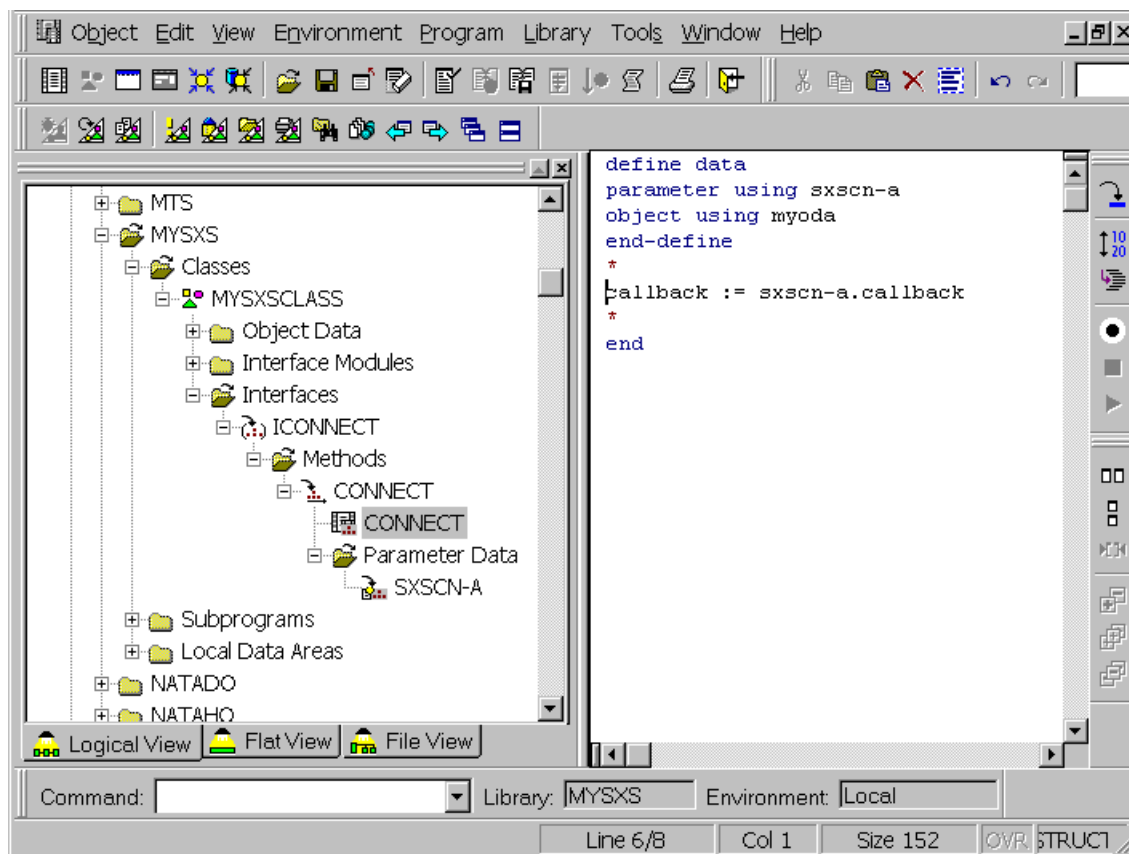 Object Edit View Environment Program Library Tools Window Help
MTS
MYSXS
Classes
MYSXSCLASS
Object Data
Interface Modules
Interfaces
ICONNECT
Methods
CONNECT
CONNECT
Parameter Data
SXSCN-A
Subprograms
Local Data Areas
NATADO
NATAHO
Logical View Flat View File View
define data
parameter using sxscn-a
object using myoda
end-define
*
callback := sxscn-a.callback
*
end
10
20
Command: Library: MYSXS Environment: Local
Line 6/8 Col 1 Size 152 OVR STRUCT